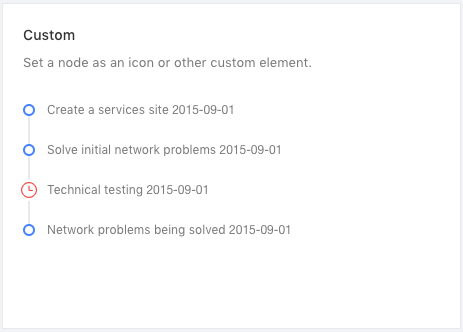 Custom
Set a node as an icon or other custom element.
Create a services site 2015-09-01
Solve initial network problems 2015-09-01
Technical testing 2015-09-01
Network problems being solved 2015-09-01